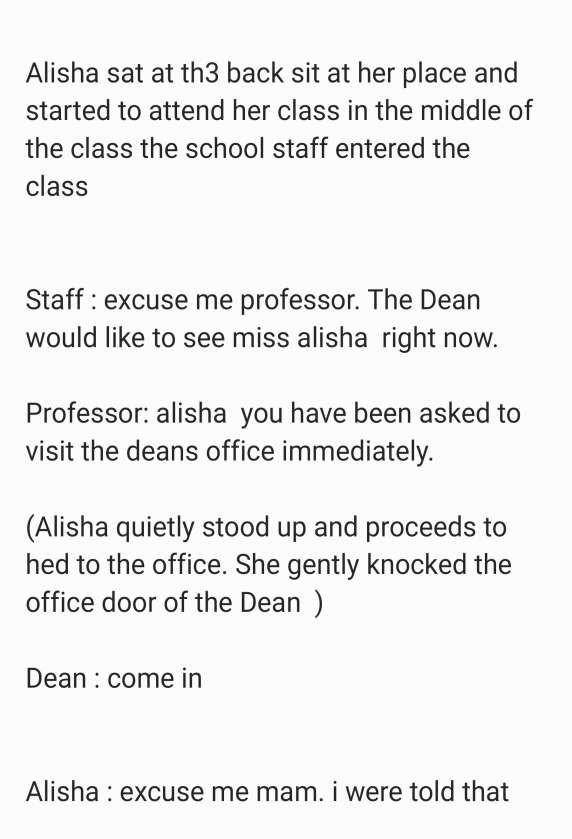 Alisha sat at th3 back sit at her place and
started to attend her class in the middle of
the class the school staff entered the
class
Staff : excuse me professor. The Dean
would like to see miss alisha  right now.
Professor: alisha  you have been asked to
visit the deans office immediately.
(Alisha quietly stood up and proceeds to
hed to the office. She gently knocked the
office door of the Dean  )
Dean : come in
Alisha : excuse me mam. i were told that